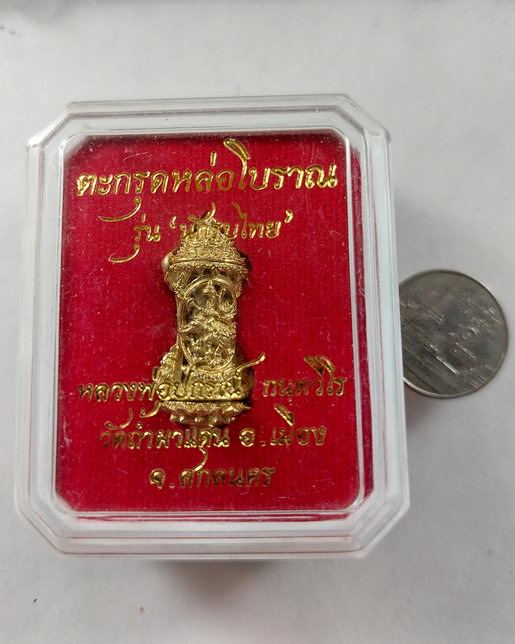 ตะกรุดหล่อโบราณ
รุ่น
หลวงพ่อ กนฺตวีโร
วัดถ้ำผาแด่น อ.เมือง
จ.สกลนคร